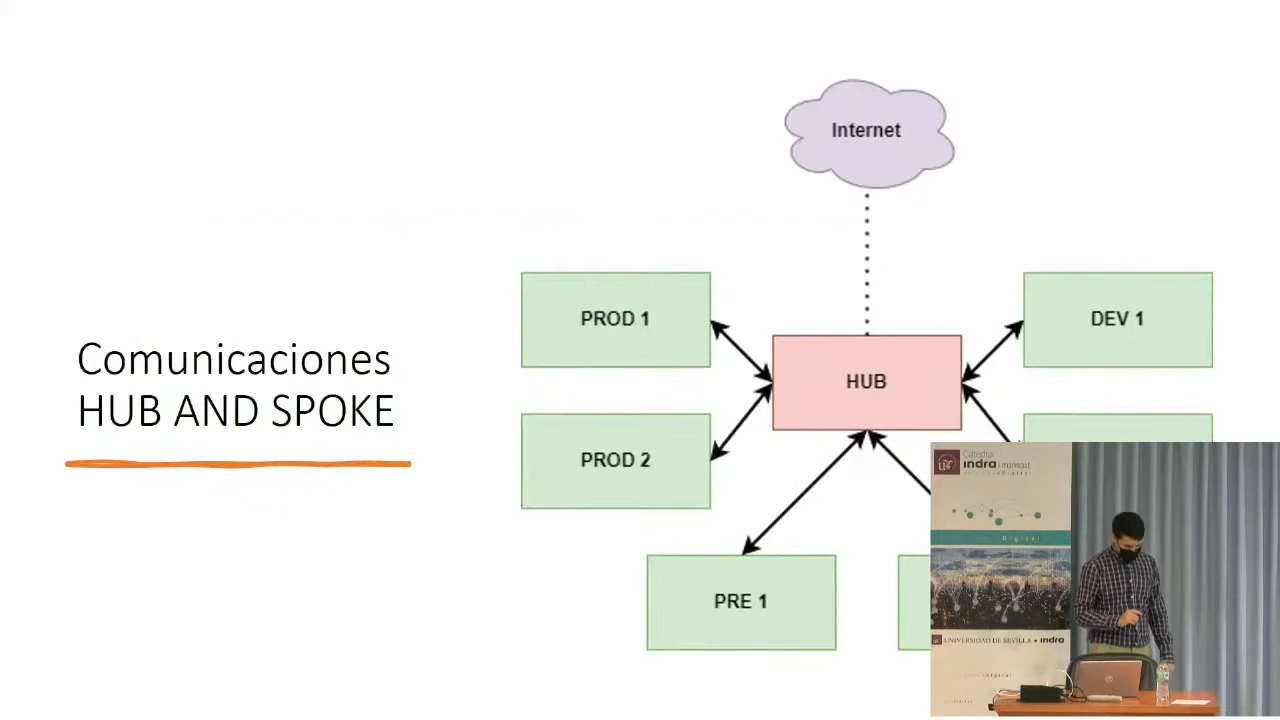 Comunicaciones
HUB AND SPOKE
Internet
PROD 1
DEV 1
HUB
PROD 2
PRE 1
Cátedra
indra
Digital
UNIVERSIDAD DE SEVILLA • indra